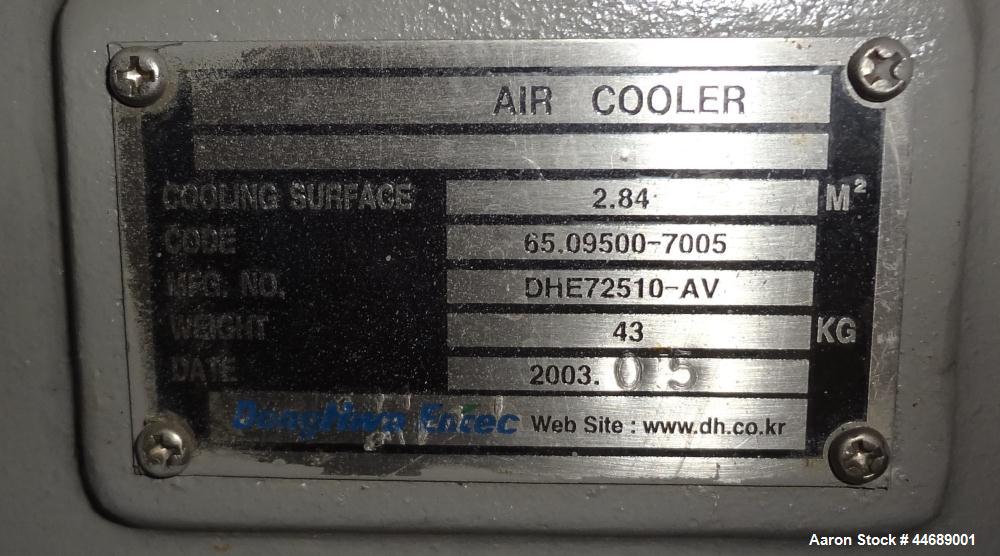 AIR COOLER
COOLING SURFACE 2.84 M²
CODE 65.09500-7005
MFG. NO. DHE72510-AV
WEIGHT 43 KG
DATE 2003. 05
DongHwa Entec Web Site : www.dh.co.kr
Aaron Stock # 44689001